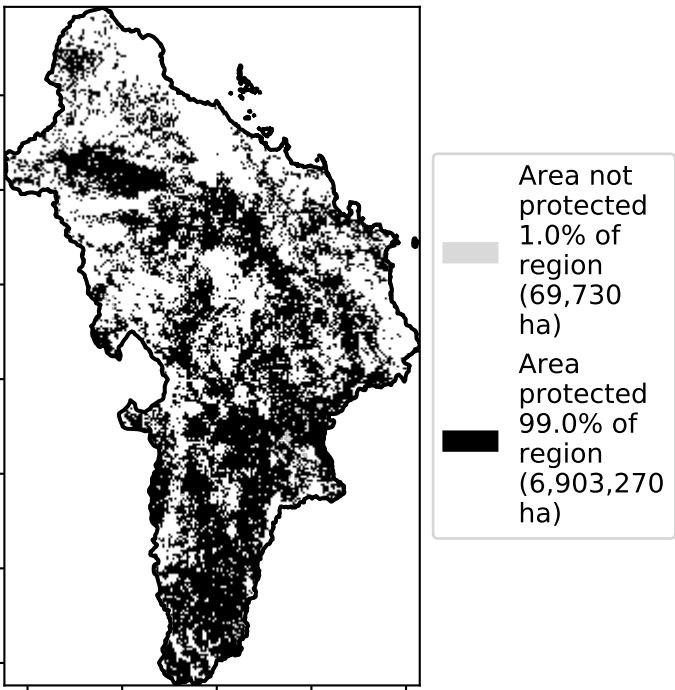 Area not
protected
1.0% of
region
(69,730
ha)
Area
protected
99.0% of
region
(6,903,270
ha)